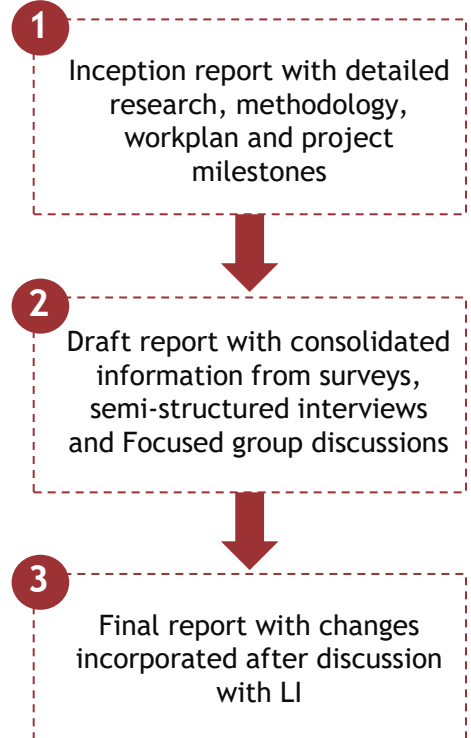 1
Inception report with detailed
research, methodology,
workplan and project
milestones
2
Draft report with consolidated
information from surveys,
semi-structured interviews
and Focused group discussions
3
Final report with changes
incorporated after discussion
with LI